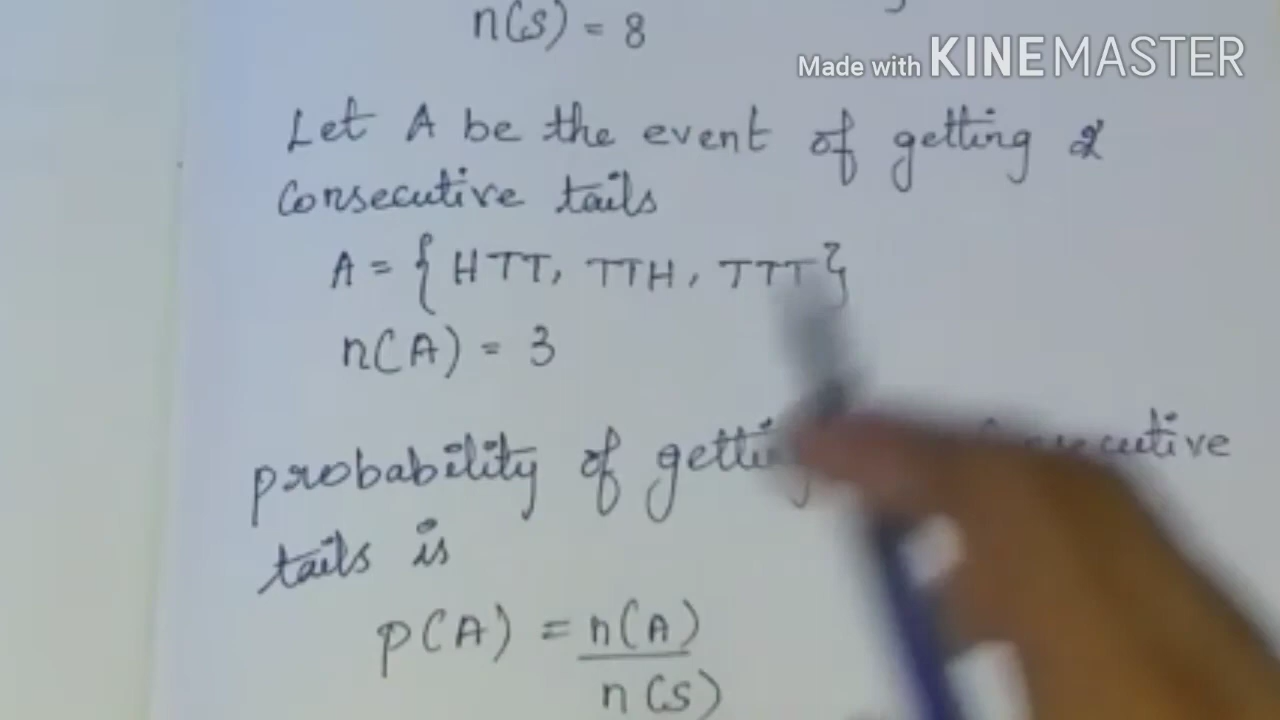 n(S) = 8
Made with KINEMASTER
Let A be the event of getting 2
consecutive tails
A = { HTT, TTH, TTT}
n(A) = 3
probability of getting
tails is
P(A) = n(A)
n(S)